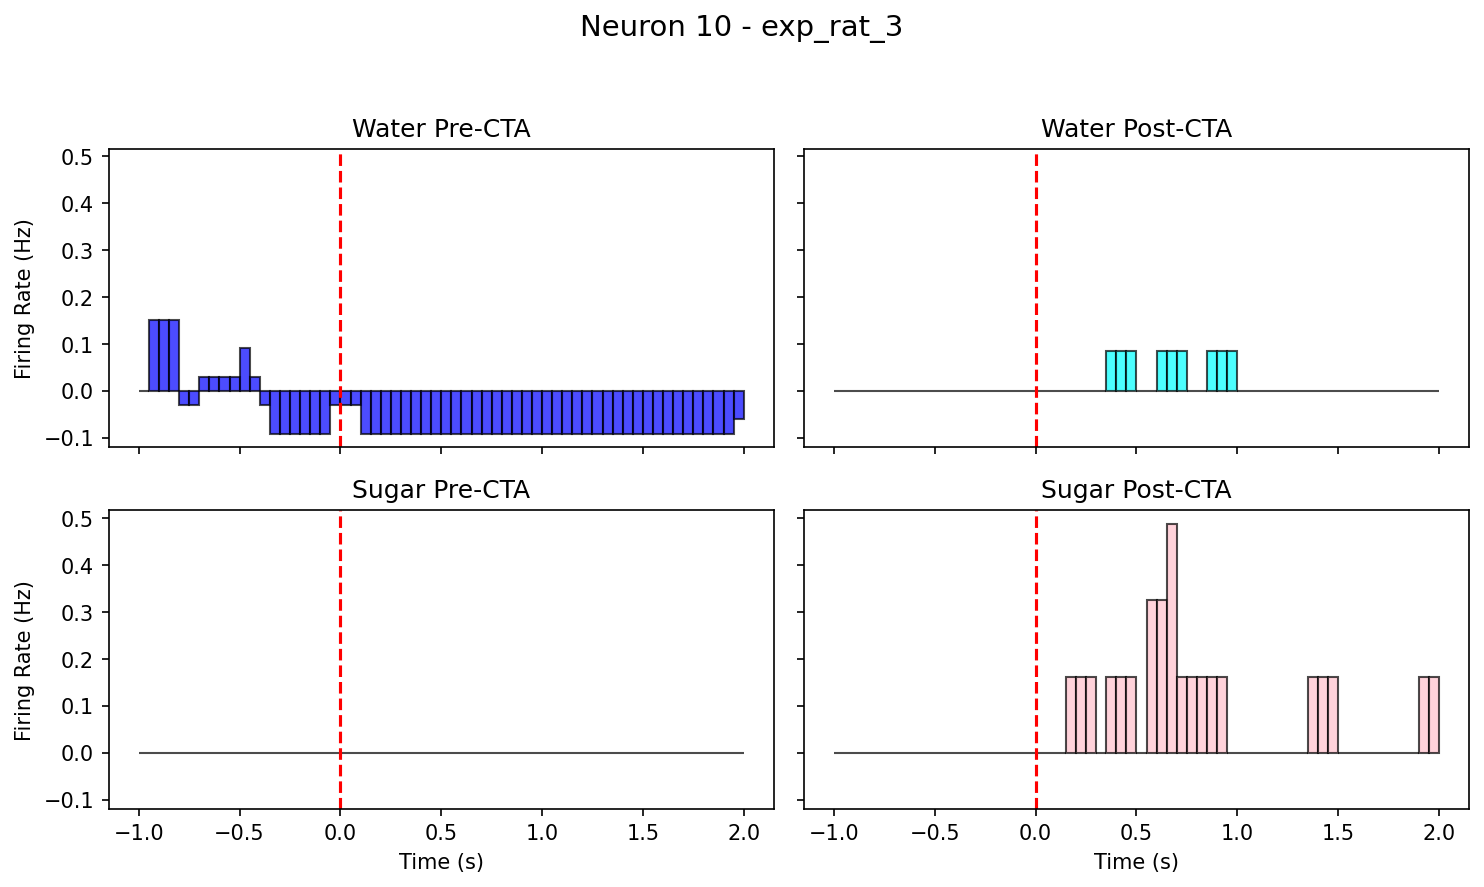 Neuron 10 - exp_rat_3
Water Pre-CTA
Water Post-CTA
Firing Rate (Hz)
0.5
0.4
0.3
0.2
0.1
0.0
−0.1
Sugar Pre-CTA
Sugar Post-CTA
Firing Rate (Hz)
0.5
0.4
0.3
0.2
0.1
0.0
−0.1
−1.0 −0.5 0.0 0.5 1.0 1.5 2.0
−1.0 −0.5 0.0 0.5 1.0 1.5 2.0
Time (s)
Time (s)